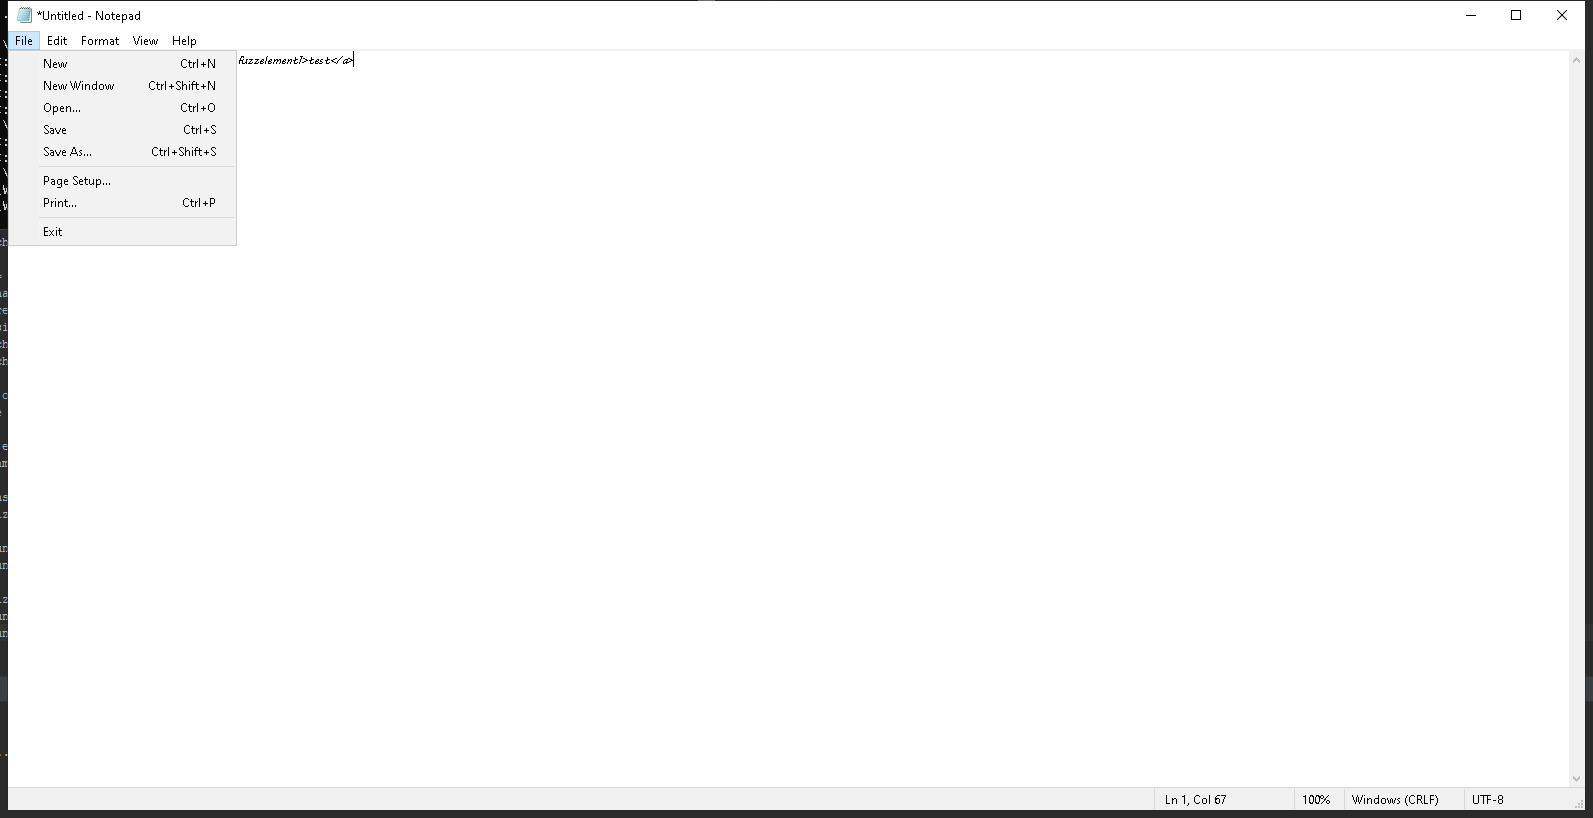 *Untitled - Notepad
File Edit Format View Help
fuzzelement1>test</a>
New Ctrl+N
New Window Ctrl+Shift+N
Open... Ctrl+O
Save Ctrl+S
Save As... Ctrl+Shift+S
Page Setup...
Print... Ctrl+P
Exit
Ln 1, Col 67 100% Windows (CRLF) UTF-8